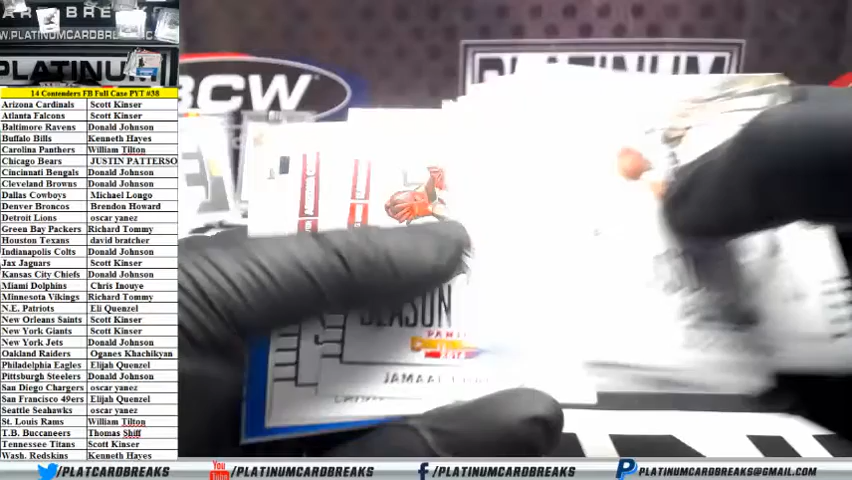 ARD BRE
W.PLATINUMCARDBREAKS.
PLATINUM
14 Contenders FB Full Case PYT #38
Arizona Cardinals Scott Kinser
Atlanta Falcons Scott Kinser
Baltimore Ravens Donald Johnson
Buffalo Bills Kenneth Hayes
Carolina Panthers William Tilton
Chicago Bears JUSTIN PATTERSO
Cincinnati Bengals Donald Johnson
Cleveland Browns Donald Johnson
Dallas Cowboys Michael Longo
Denver Broncos Brendon Howard
Detroit Lions oscar yanez
Green Bay Packers Richard Tommy
Houston Texans david bratcher
Indianapolis Colts Donald Johnson
Jax Jaguars Scott Kinser
Kansas City Chiefs Donald Johnson
Miami Dolphins Chris Inouye
Minnesota Vikings Richard Tommy
N.E. Patriots Eli Quenzel
New Orleans Saints Scott Kinser
New York Giants Scott Kinser
New York Jets Donald Johnson
Oakland Raiders Oganes Khachikyan
Philadelphia Eagles Elijah Quenzel
Pittsburgh Steelers Donald Johnson
San Diego Chargers oscar yanez
San Francisco 49ers Elijah Quenzel
Seattle Seahawks oscar yanez
St. Louis Rams William Tilton
T.B. Buccaneers Thomas Shiff
Tennessee Titans Scott Kinser
Wash. Redskins Kenneth Hayes
BCW
PLATINUM
SEASON
PANINI
JAMAAL
/PLATCARDBREAKS
You Tube /PLATINUMCARDBREAKS
f /PLATINUMCARDBREAKS
P PLATINUMCARDBREAKS@GMAIL.COM